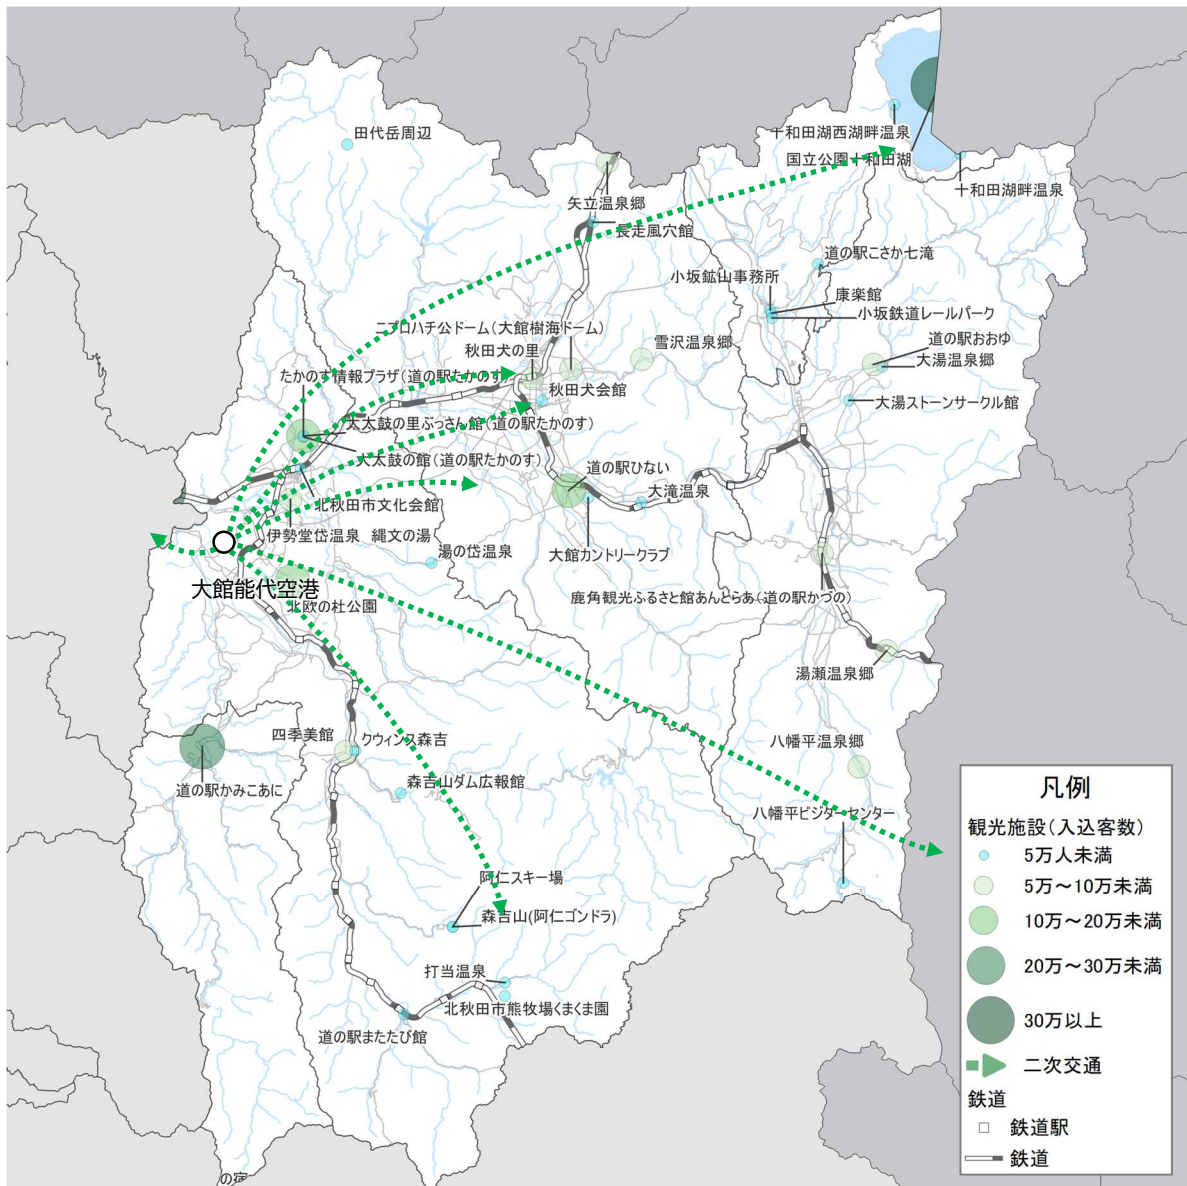 田代岳周辺
十和田湖西湖畔温泉
国立公園十和田湖
十和田湖畔温泉
矢立温泉郷
長走風穴館
道の駅こさか七滝
小坂鉱山事務所
康楽館
小坂鉄道レールパーク
ニプロハチ公ドーム(大館樹海ドーム)
雪沢温泉郷
道の駅おおゆ
大湯温泉郷
秋田犬の里
たかのす情報プラザ(道の駅たかのす)
秋田犬会館
大湯ストーンサークル館
大太鼓の里ぶっさん館(道の駅たかのす)
大太鼓の館(道の駅たかのす)
道の駅ひない
大滝温泉
北秋田市文化会館
伊勢堂岱温泉 縄文の湯
湯の岱温泉
大館カントリークラブ
大館能代空港
北欧の杜公園
鹿角観光ふるさと館あんとらあ(道の駅かづの)
湯瀬温泉郷
四季美館
クウィンス森吉
八幡平温泉郷
道の駅かみこあに
森吉山ダム広報館
八幡平ビジターセンター
阿仁スキー場
森吉山(阿仁ゴンドラ)
打当温泉
北秋田市熊牧場くまくま園
道の駅またたび館
の宿
凡例
観光施設(入込客数)
5万人未満
5万～10万未満
10万～20万未満
20万～30万未満
30万以上
二次交通
鉄道
鉄道駅
鉄道